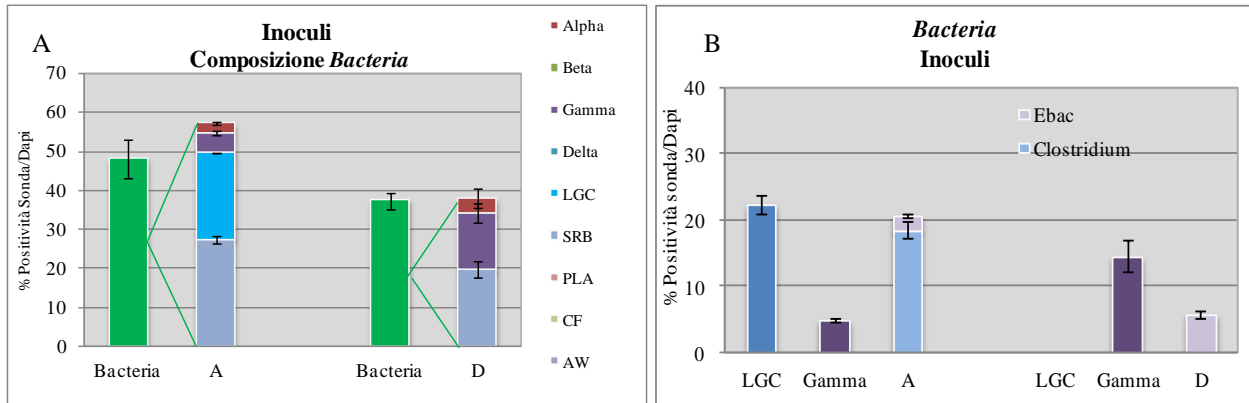 A
Inoculi
Composizione Bacteria
% Positività Sonda/Dapi
70
60
50
40
30
20
10
0
Bacteria
A
Bacteria
D
Alpha
Beta
Gamma
Delta
LGC
SRB
PLA
CF
AW
B
Bacteria
Inoculi
% Positività sonda/Dapi
40
30
20
10
0
LGC
Gamma
A
LGC
Gamma
D
Ebac
Clostridium